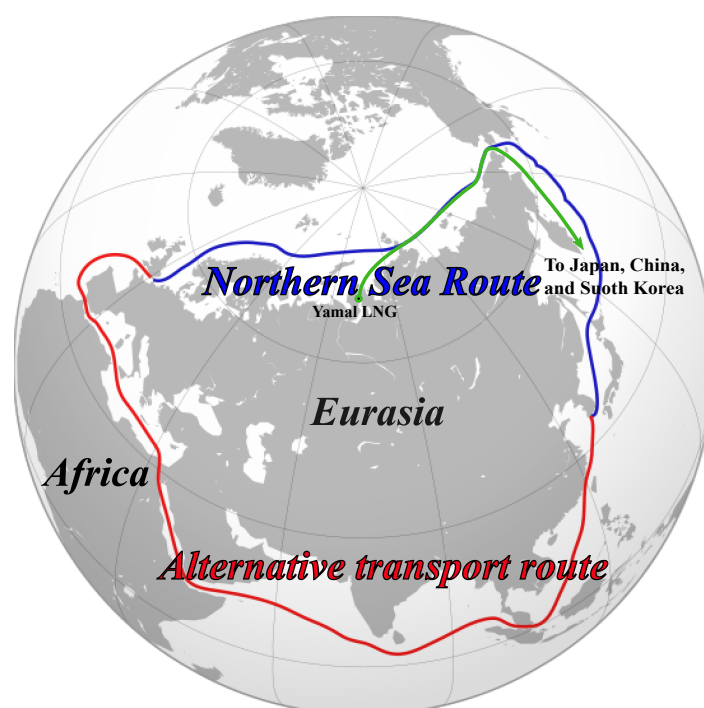 Northern Sea Route
To Japan, China,
and Suoth Korea
Yamal LNG
Eurasia
Africa
Alternative transport route